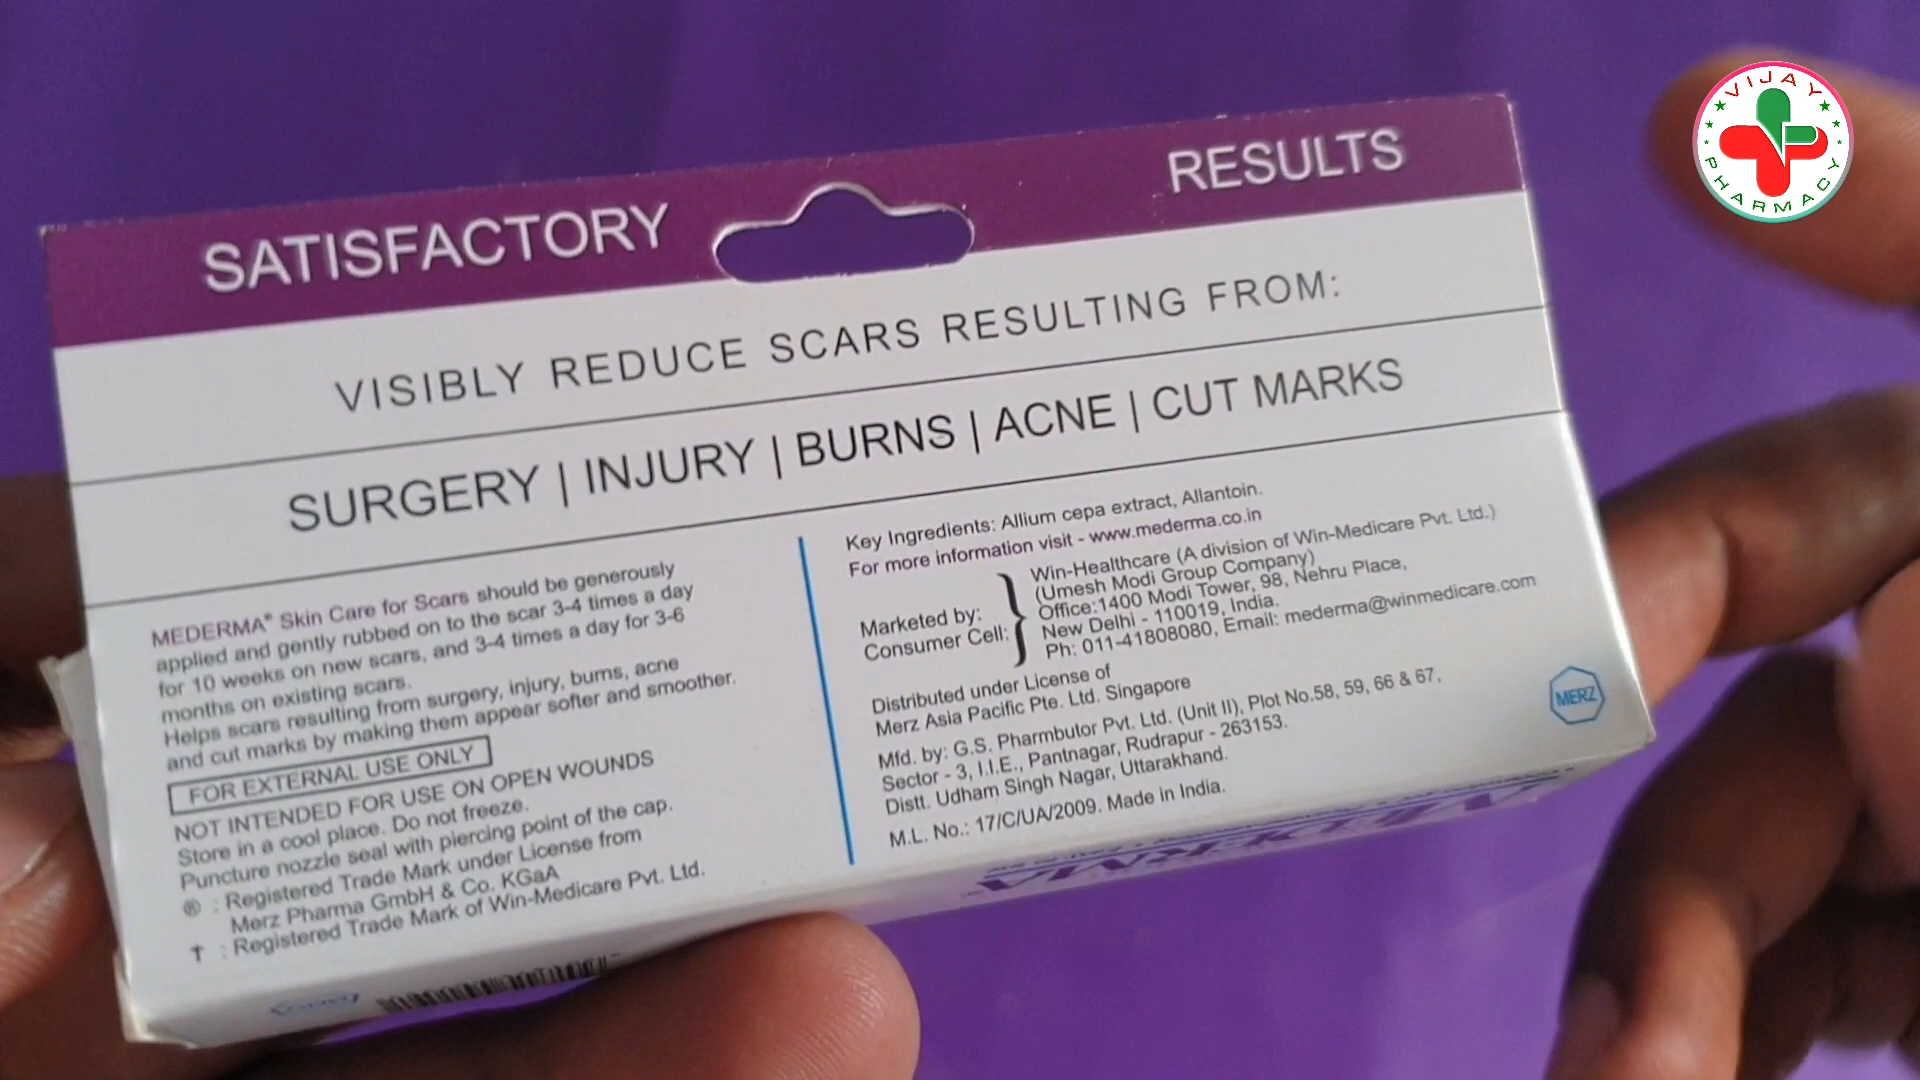 VIJAY
PHARMACY
SATISFACTORY RESULTS
VISIBLY REDUCE SCARS RESULTING FROM:
SURGERY | INJURY | BURNS | ACNE | CUT MARKS
MEDERMA® Skin Care for Scars should be generously
applied and gently rubbed on to the scar 3-4 times a day
for 10 weeks on new scars, and 3-4 times a day for 3-6
months on existing scars.
Helps scars resulting from surgery, injury, burns, acne
and cut marks by making them appear softer and smoother.
FOR EXTERNAL USE ONLY
NOT INTENDED FOR USE ON OPEN WOUNDS
Store in a cool place. Do not freeze.
Puncture nozzle seal with piercing point of the cap.
® : Registered Trade Mark under License from
Merz Pharma GmbH & Co. KGaA
† : Registered Trade Mark of Win-Medicare Pvt. Ltd.
Key Ingredients: Allium cepa extract, Allantoin.
For more information visit - www.mederma.co.in
Marketed by:
Consumer Cell:
Win-Healthcare (A division of Win-Medicare Pvt. Ltd.)
(Umesh Modi Group Company)
Office:1400 Modi Tower, 98, Nehru Place,
New Delhi - 110019, India.
Ph: 011-41808080, Email: mederma@winmedicare.com
Distributed under License of
Merz Asia Pacific Pte. Ltd. Singapore
Mfd. by: G.S. Pharmbutor Pvt. Ltd. (Unit II), Plot No.58, 59, 66 & 67,
Sector - 3, I.I.E., Pantnagar, Rudrapur - 263153.
Distt. Udham Singh Nagar, Uttarakhand.
M.L. No.: 17/C/UA/2009. Made in India.
MERZ
MEDERMA